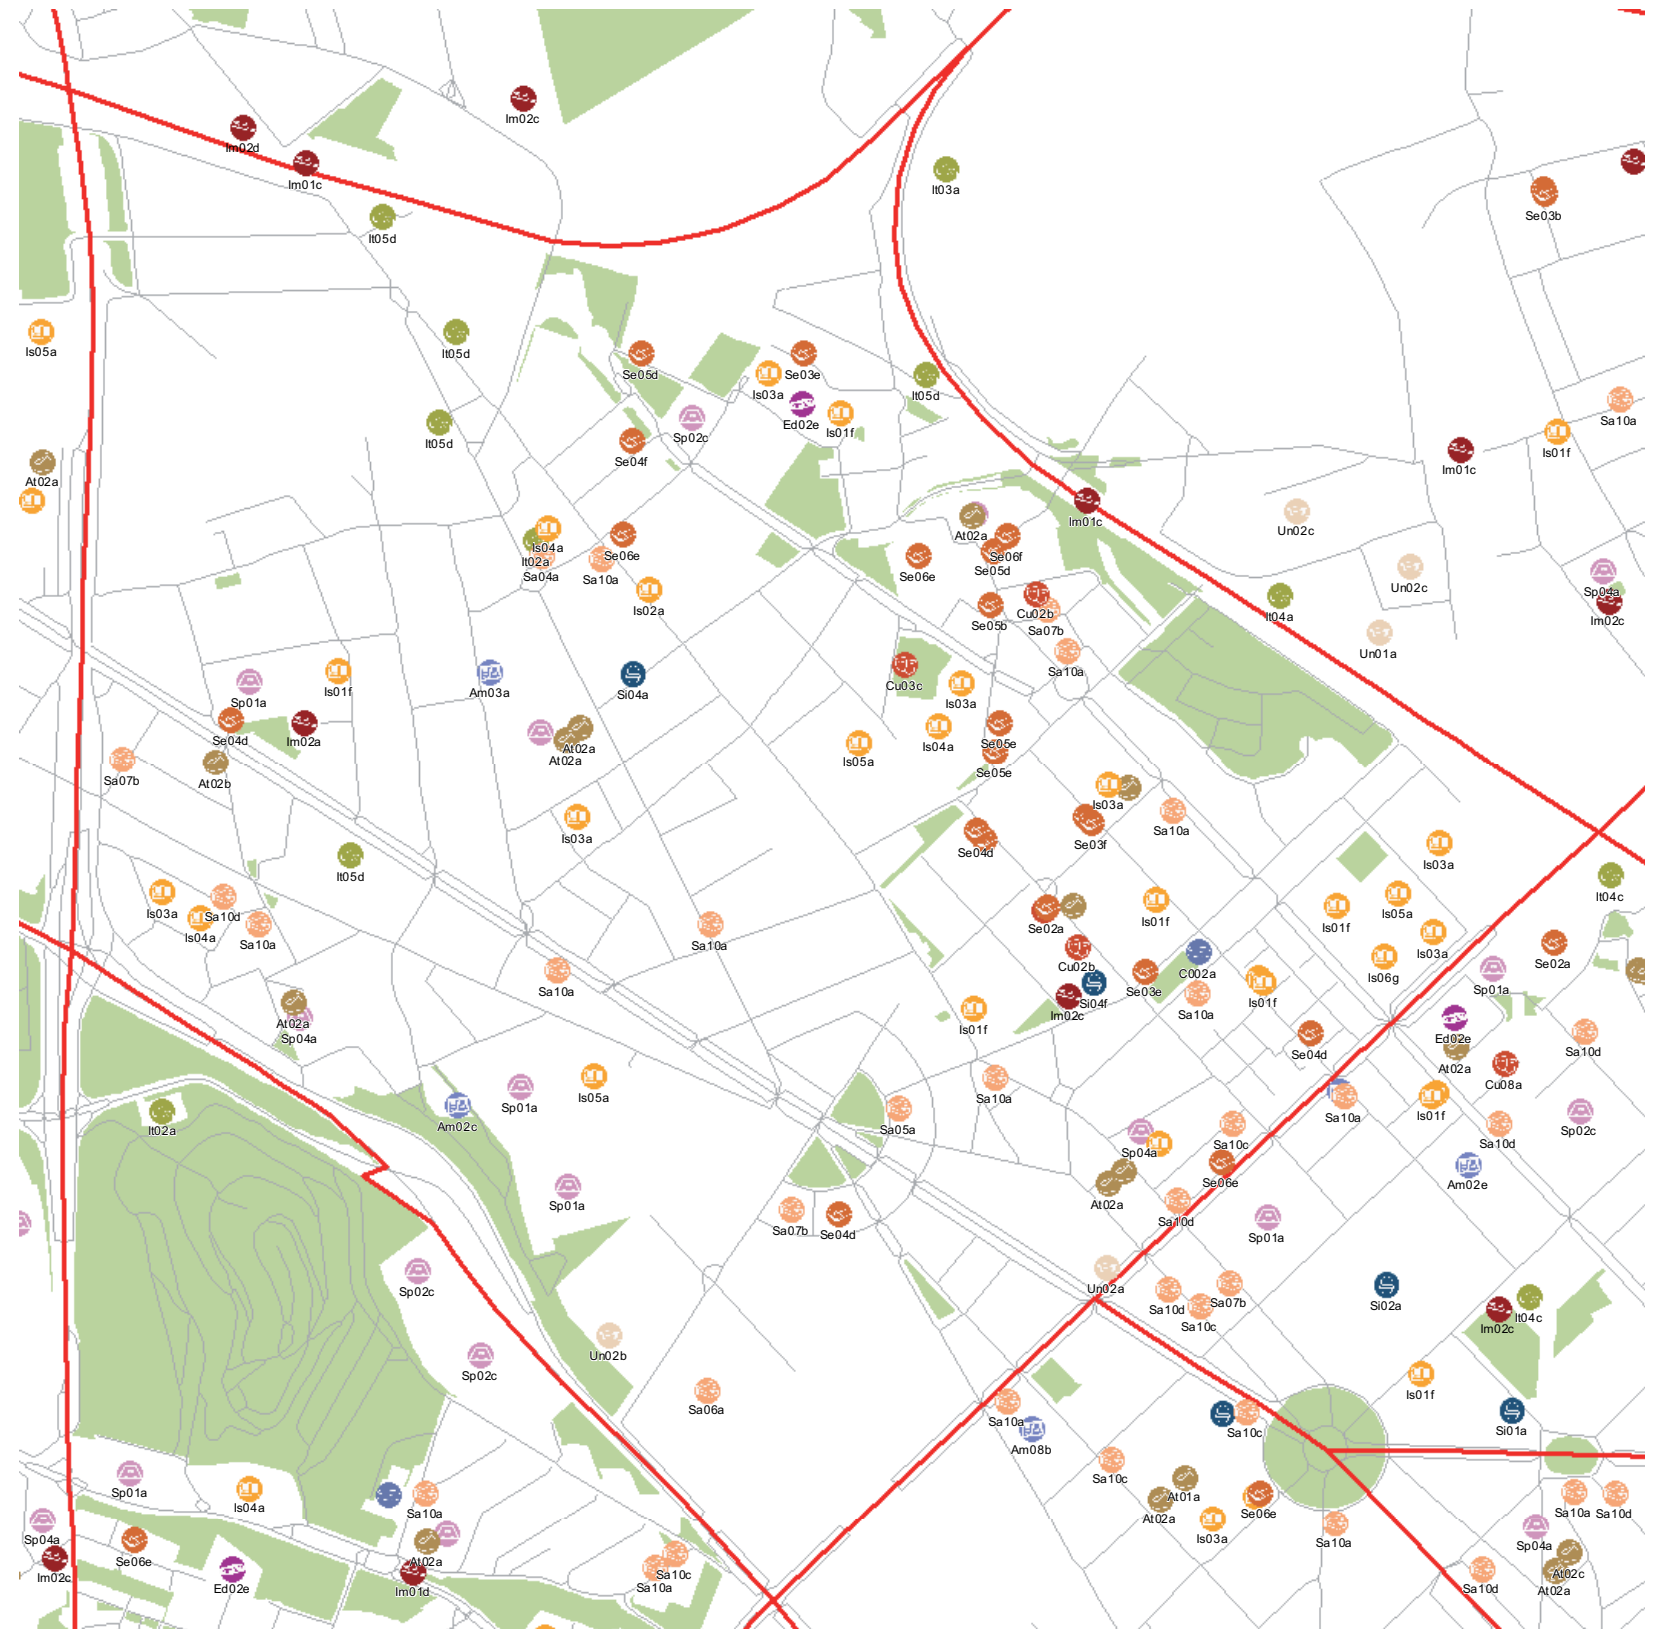 Im02c
Im02d
Im01c
It03a
It05d
Se03b
Is05a
It05d
Se05d
Se03e
Is03a
It05d
Ed02e
Is01f
Sp02c
Sa10a
It05d
Se04f
Is01f
Im01c
At02a
Im01c
Un02c
At02a
Is04a
Se06e
It02a
Sa04a
Sa10a
Se06f
Se05d
Se06e
Un02c
Sp04a
Is02a
Cu02b
Se05b
Sa07b
It04a
Im02c
Un01a
Sa10a
Sp01a
Is01f
Am03a
Si04a
Cu03c
Is03a
Se04d
Im02a
At02a
At02a
Is04a
Se05e
Is05a
Se05e
Sa07b
At02b
Is03a
Sa10a
Is03a
Se04d
Se03f
Is03a
It05d
It04c
Is03a
Sa10d
Is04a
Sa10a
Sa10a
Se02a
Is01f
Is01f
Is05a
Is03a
Se02a
Cu02b
C002a
Is06g
Sa10a
Se03e
Si04f
Im02c
Sa10a
Is01f
Sp01a
At02a
Sp04a
Is01f
Se04d
Ed02e
Sa10d
At02a
Cu08a
Is05a
Sp01a
Sa10a
Is01f
Sa10a
It02a
Am02c
Sa05a
Sa10c
Sa10d
Sp02c
Sp04a
Se06e
Am02e
At02a
Sp01a
Sa07b
Se04d
Sa10d
Sp01a
Sp02c
Un02a
Sa10d
Sa07b
Sa10c
Si02a
It04c
Im02c
Un02b
Sp02c
Is01f
Sa06a
Sa10a
Am08b
Sa10c
Si01a
Sp01a
Is04a
Sa10a
Sa10c
At01a
At02a
Se06e
Is03a
Sa10a
Sa10a
Sa10d
Sp04a
Sp04a
Im02c
Se06e
Ed02e
At02a
Im01d
Sa10c
Sa10a
Sa10d
At02c
At02a